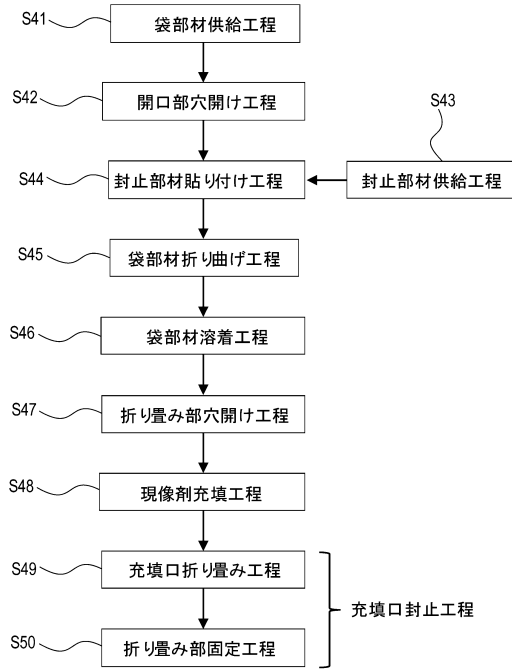 S41
袋部材供給工程
S42
開口部穴開け工程
S43
S44
封止部材貼り付け工程
封止部材供給工程
S45
袋部材折り曲げ工程
S46
袋部材溶着工程
S47
折り畳み部穴開け工程
S48
現像剤充填工程
S49
充填口折り畳み工程
充填口封止工程
S50
折り畳み部固定工程